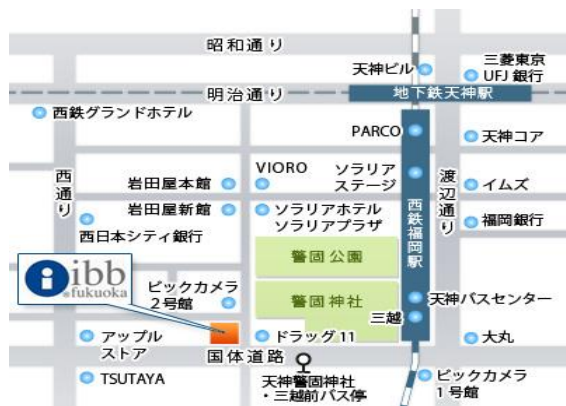 昭和通り
天神ビル
三菱東京
UFJ銀行
明治通り
地下鉄天神駅
西鉄グランドホテル
PARCO
天神コア
西通り
VIORO
ソラリア
ステージ
渡辺通り
岩田屋本館
イムズ
西鉄福岡駅
岩田屋新館
ソラリアホテル
ソラリアプラザ
福岡銀行
西日本シティ銀行
警固公園
ibb
fukuoka
ビックカメラ
2号館
警固神社
天神バスセンター
三越
アップル
ストア
ドラッグ11
大丸
国体道路
TSUTAYA
天神警固神社
・三越前バス停
ビックカメラ
1号館